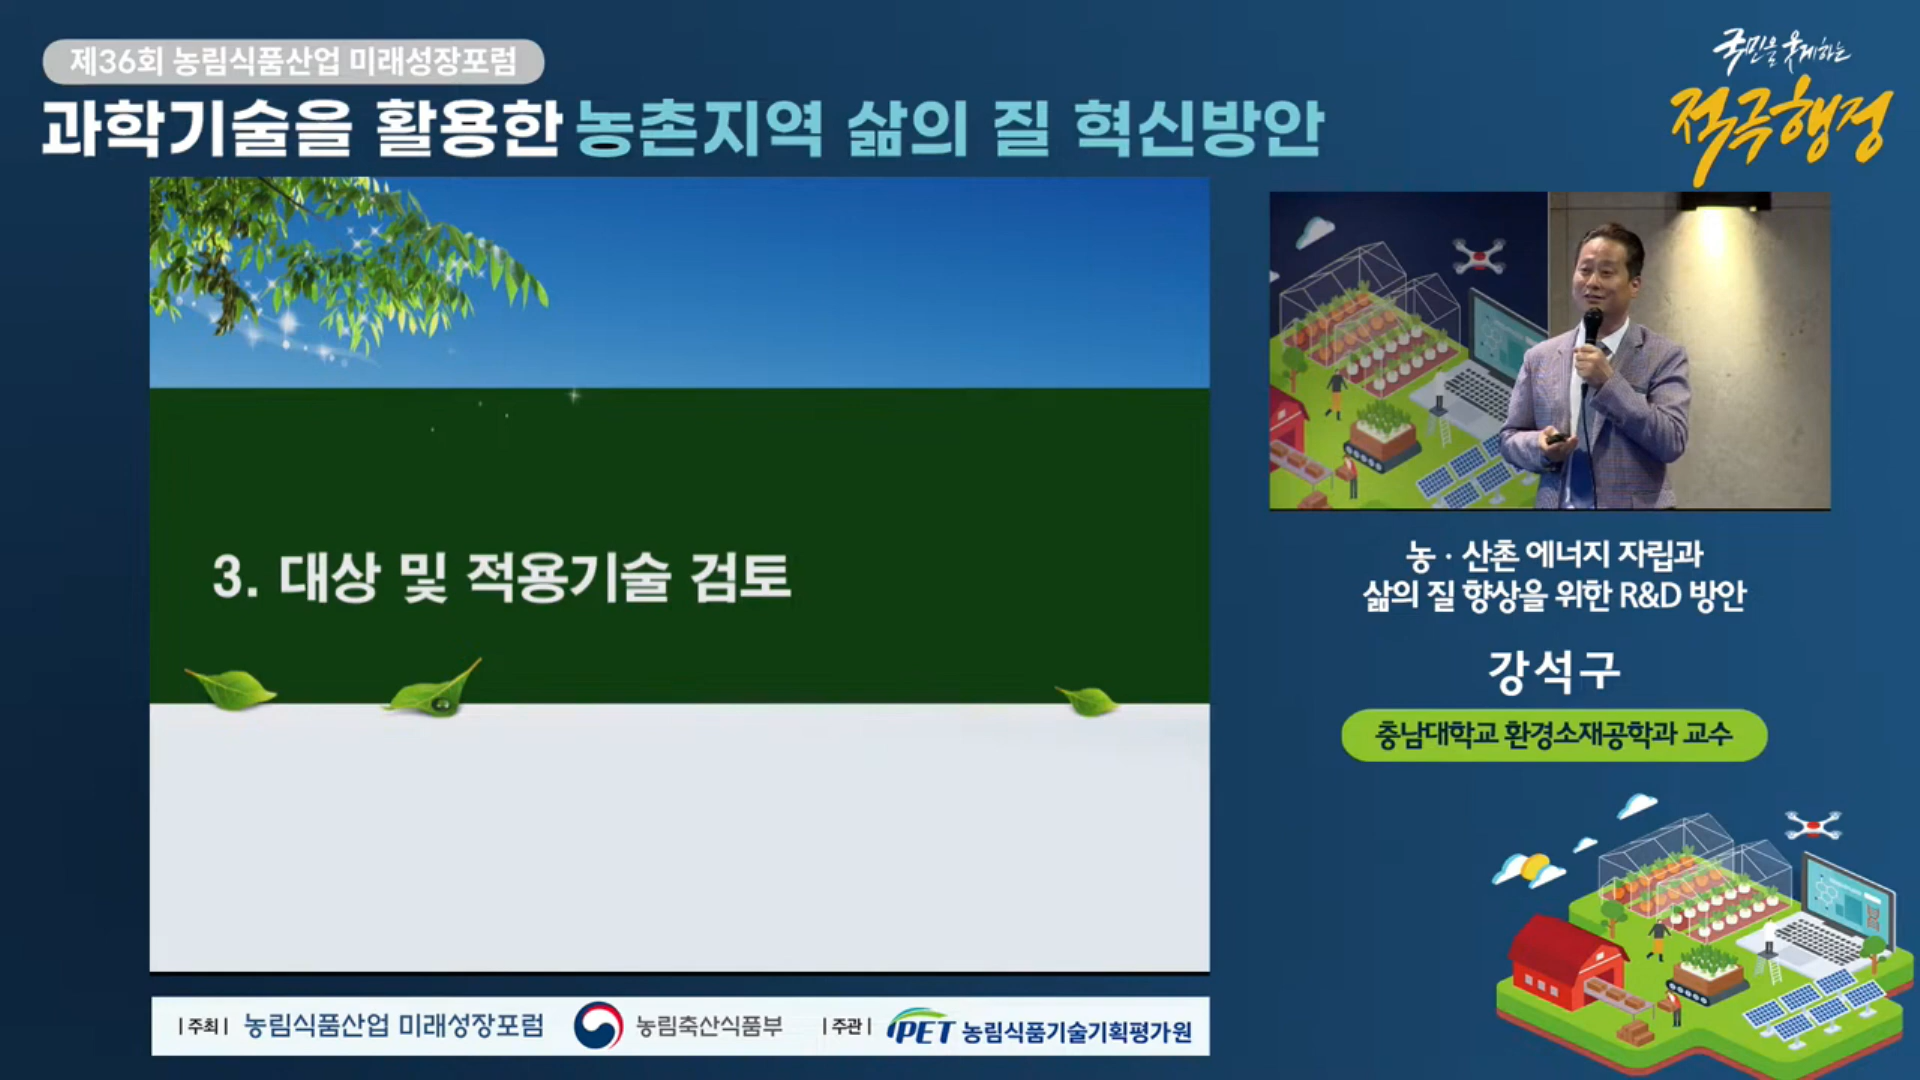 제36회 농림식품산업 미래성장포럼
과학기술을 활용한 농촌지역 삶의 질 혁신방안
국민을 웃게하는
적극행정
3. 대상 및 적용기술 검토
농·산촌 에너지 자립과
삶의 질 향상을 위한 R&D 방안
강석구
충남대학교 환경소재공학과 교수
|주최| 농림식품산업 미래성장포럼 농림축산식품부 |주관| iPET 농림식품기술기획평가원